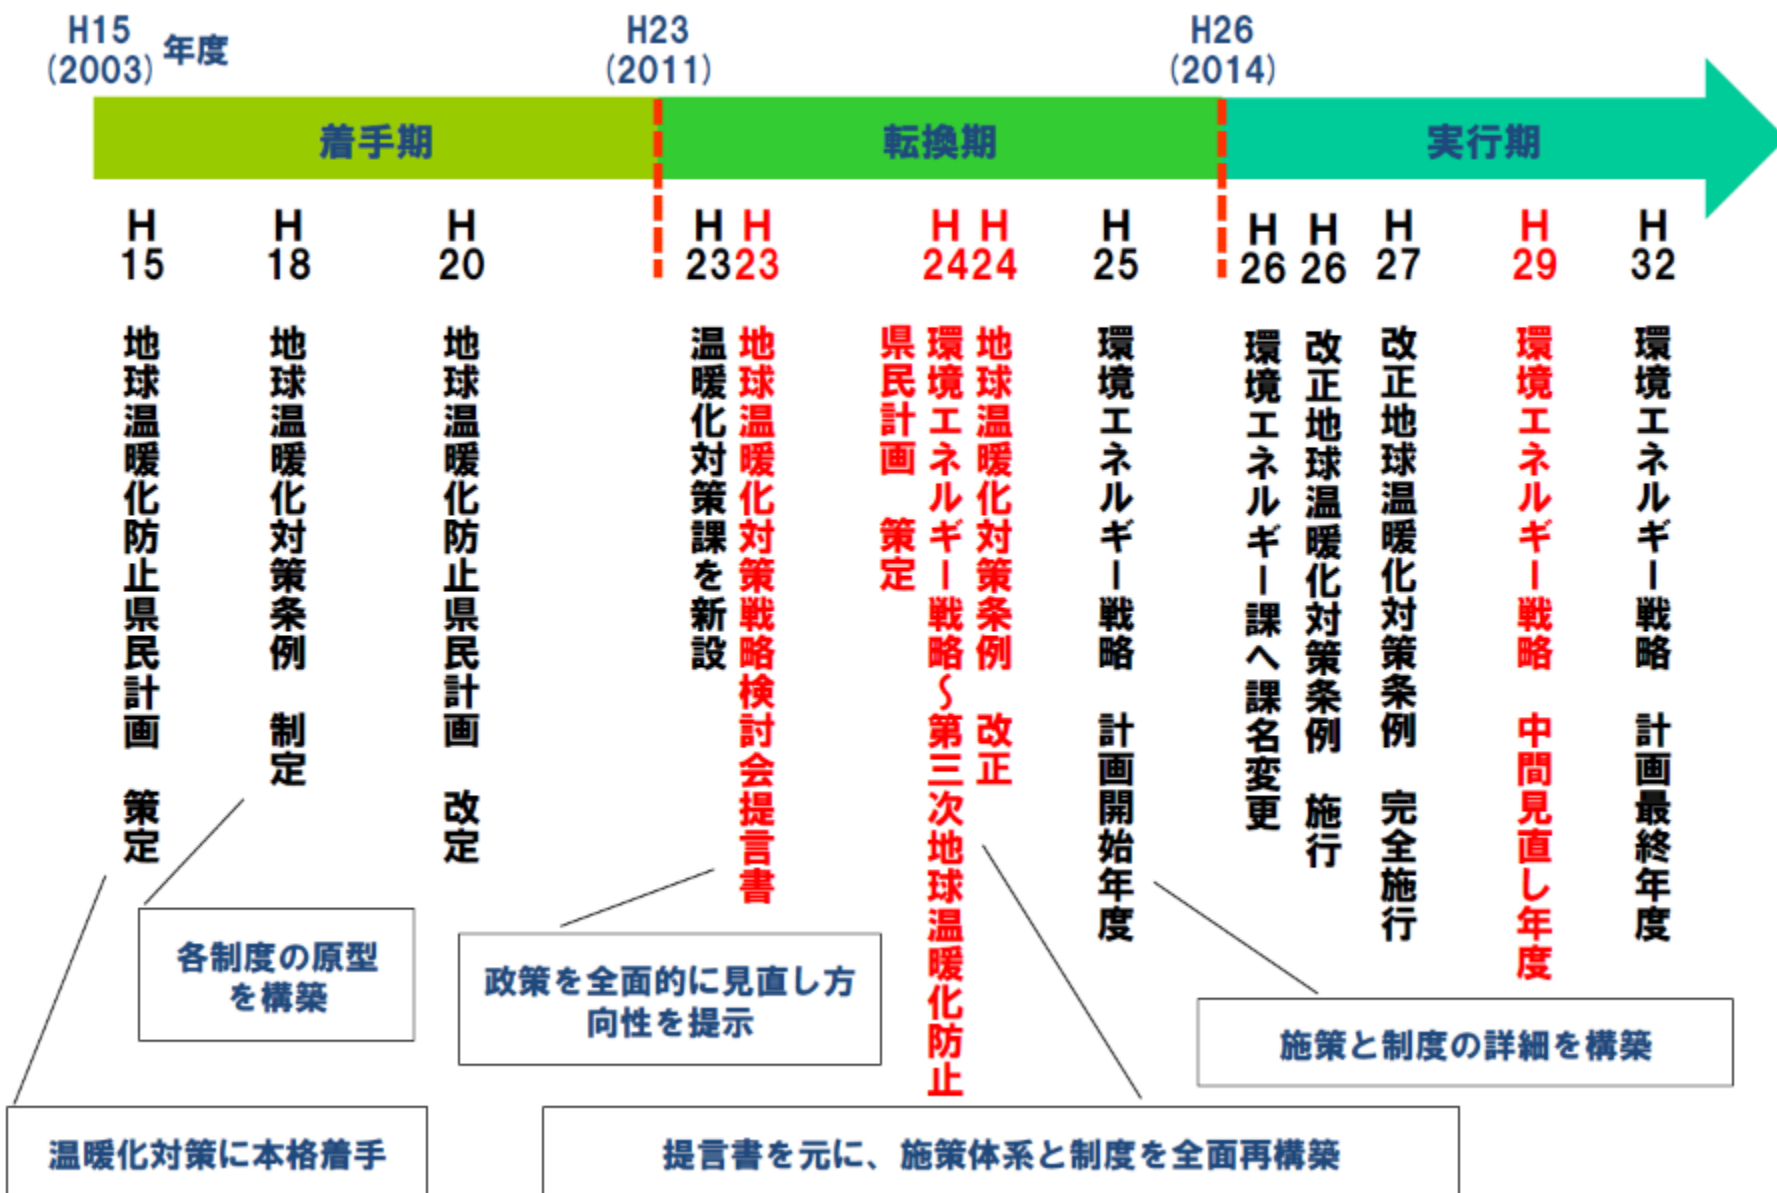 H15
(2003)
年度
H23
(2011)
H26
(2014)
着手期
転換期
実行期
H
15
地球温暖化防止県民計画　策定
H
18
地球温暖化対策条例　制定
H
20
地球温暖化防止県民計画　改定
H
23
温暖化対策課を新設
H
23
地球温暖化対策戦略検討会提言書
H
24
環境エネルギー戦略～第三次地球温暖化防止
県民計画　策定
H
24
地球温暖化対策条例　改正
H
25
環境エネルギー戦略　計画開始年度
H
26
環境エネルギー課へ課名変更
H
26
改正地球温暖化対策条例　施行
H
27
改正地球温暖化対策条例　完全施行
H
29
環境エネルギー戦略　中間見直し年度
H
32
環境エネルギー戦略　計画最終年度
各制度の原型
を構築
政策を全面的に見直し方
向性を提示
施策と制度の詳細を構築
温暖化対策に本格着手
提言書を元に、施策体系と制度を全面再構築